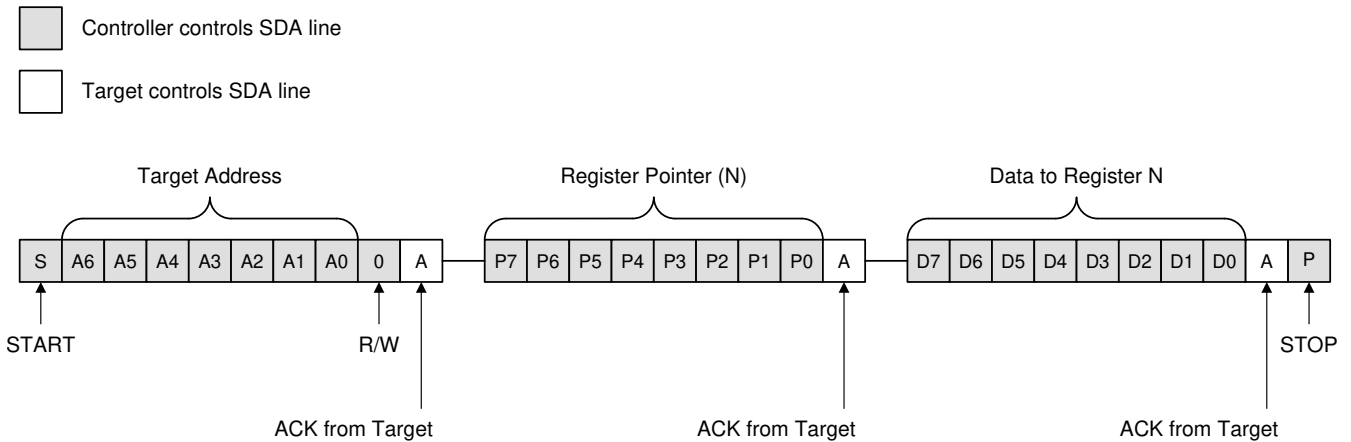 Controller controls SDA line
Target controls SDA line
Target Address
Register Pointer (N)
Data to Register N
S A6 A5 A4 A3 A2 A1 A0 0 A P7 P6 P5 P4 P3 P2 P1 P0 A D7 D6 D5 D4 D3 D2 D1 D0 A P
START
R/W
STOP
ACK from Target
ACK from Target
ACK from Target